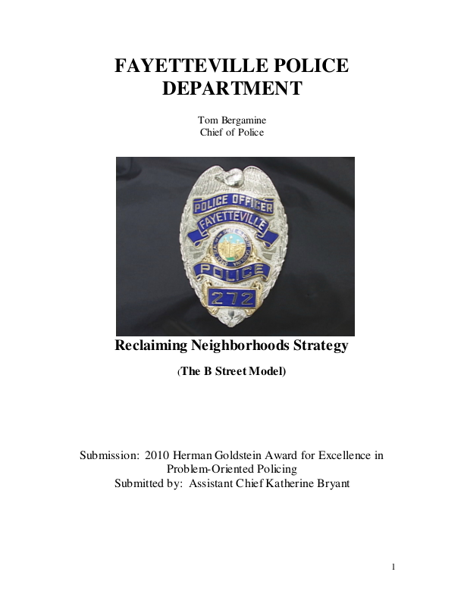 FAYETTEVILLE POLICE
DEPARTMENT
Tom Bergamine
Chief of Police
POLICE OFFICER
FAYETTEVILLE
POLICE
272
Reclaiming Neighborhoods Strategy
(The B Street Model)
Submission: 2010 Herman Goldstein Award for Excellence in
Problem-Oriented Policing
Submitted by: Assistant Chief Katherine Bryant
1